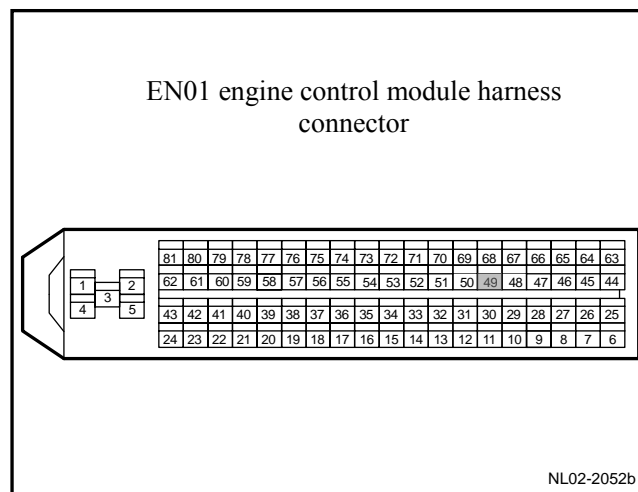 EN01 engine control module harness
connector
81 80 79 78 77 76 75 74 73 72 71 70 69 68 67 66 65 64 63
1 2 62 61 60 59 58 57 56 55 54 53 52 51 50 49 48 47 46 45 44
3
4 5 43 42 41 40 39 38 37 36 35 34 33 32 31 30 29 28 27 26 25
24 23 22 21 20 19 18 17 16 15 14 13 12 11 10 9 8 7 6
NL02-2052b